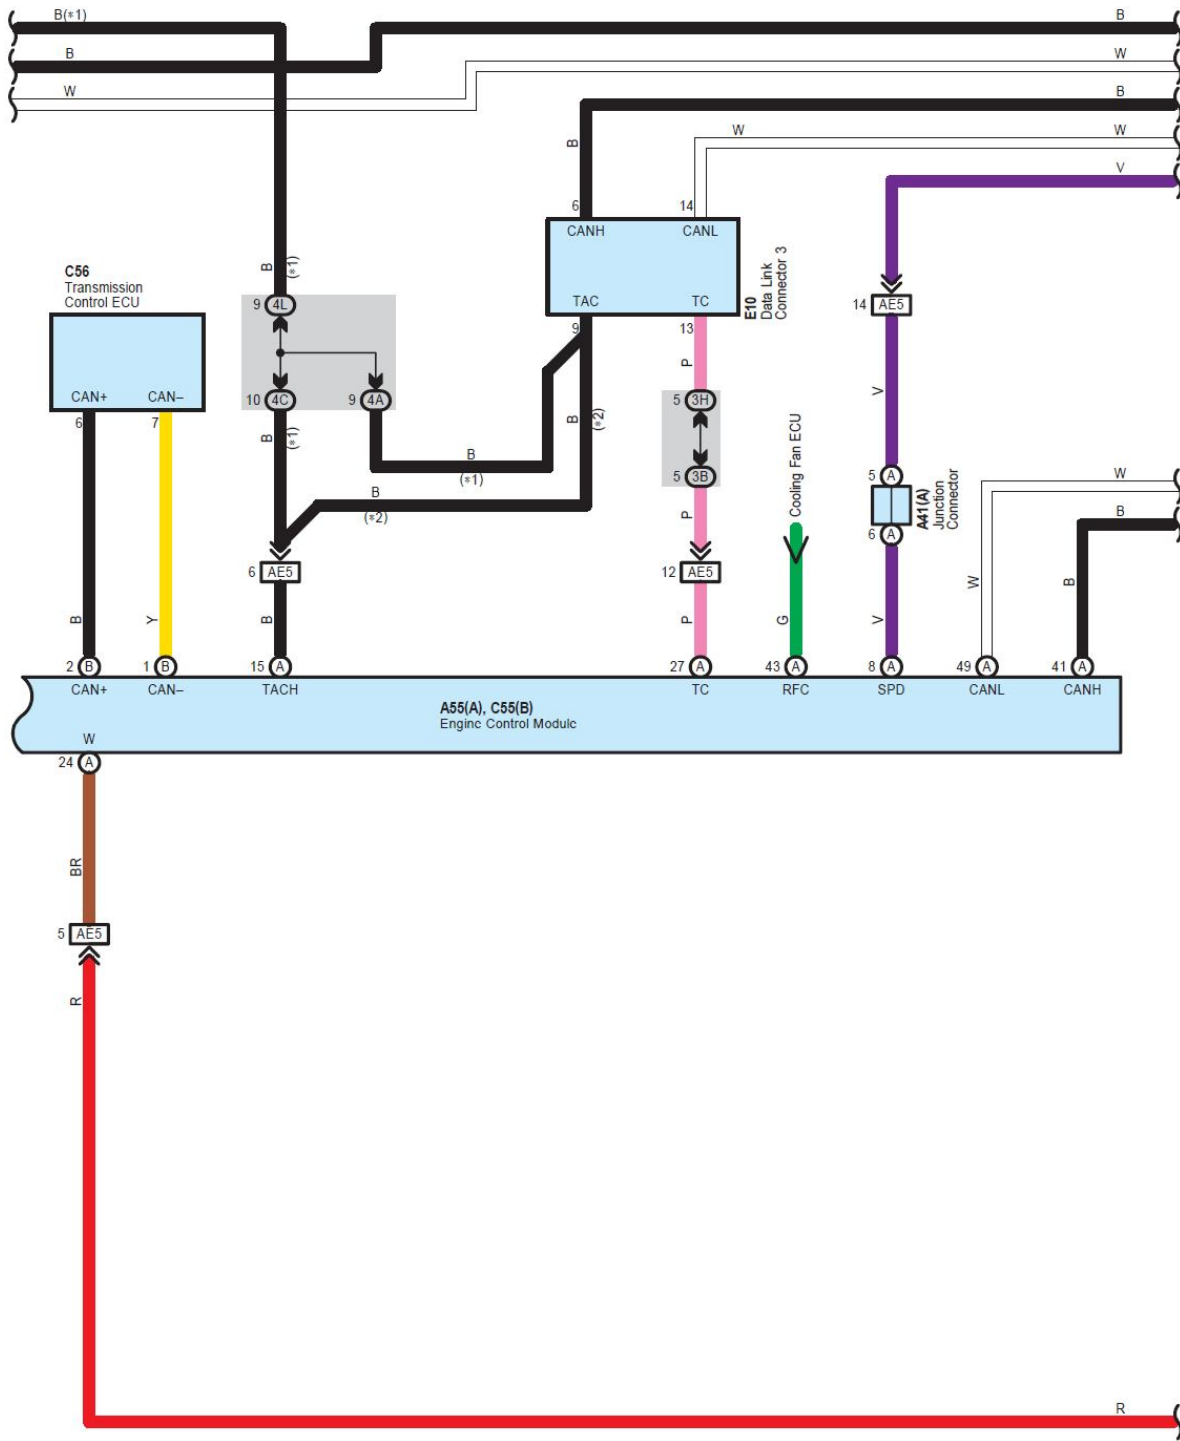 B(*1)
B
B
W
W
B
B
W
W
V
6
14
CANH
CANL
TAC
TC
E10
Data Link
Connector 3
9
13
C56
Transmission
Control ECU
CAN+
CAN–
6
7
B
(*1)
9 4L
10 4C
9 4A
B
(*1)
B
(*1)
B
(*2)
B
(*2)
P
5 3H
5 3B
P
Cooling Fan ECU
14 AE5
V
5 A
A41(A)
Junction
Connector
6 A
W
B
6 AE5
12 AE5
B
Y
B
P
G
V
W
B
2 B
1 B
15 A
27 A
43 A
8 A
49 A
41 A
CAN+
CAN–
TACH
TC
RFC
SPD
CANL
CANH
A55(A), C55(B)
Engine Control Module
W
24 A
BR
5 AE5
R
R